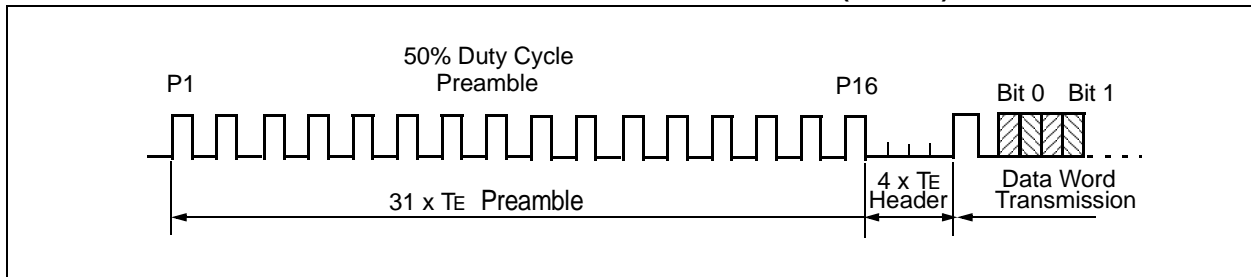 50% Duty Cycle
Preamble
P1
P16
Bit 0 Bit 1
31 x TE Preamble
4 x TE
Header
Data Word
Transmission